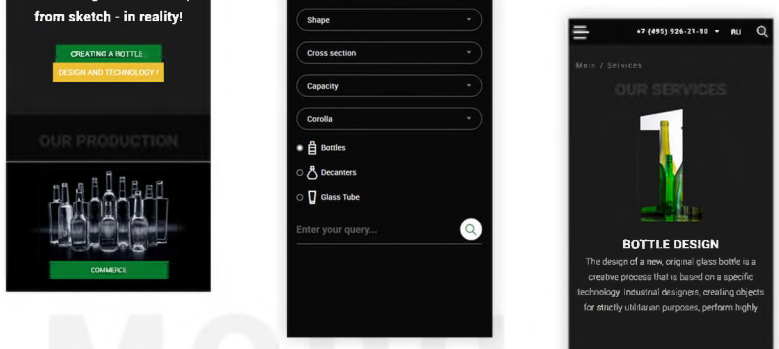 from sketch - in reality!
CREATING A BOTTLE
DESIGN AND TECHNOLOGY !
OUR PRODUCTION
COMMERCE
Shape
Cross section
Capacity
Corolla
Bottles
Decanters
Glass Tube
Enter your query...
+7 (495) 926-21-98
RU
Main / Services
OUR SERVICES
1
BOTTLE DESIGN
The design of a new, original glass bottle is a
creative process that is based on a specific
technology. Industrial designers, creating objects
for strictly utilitarian purposes, perform highly